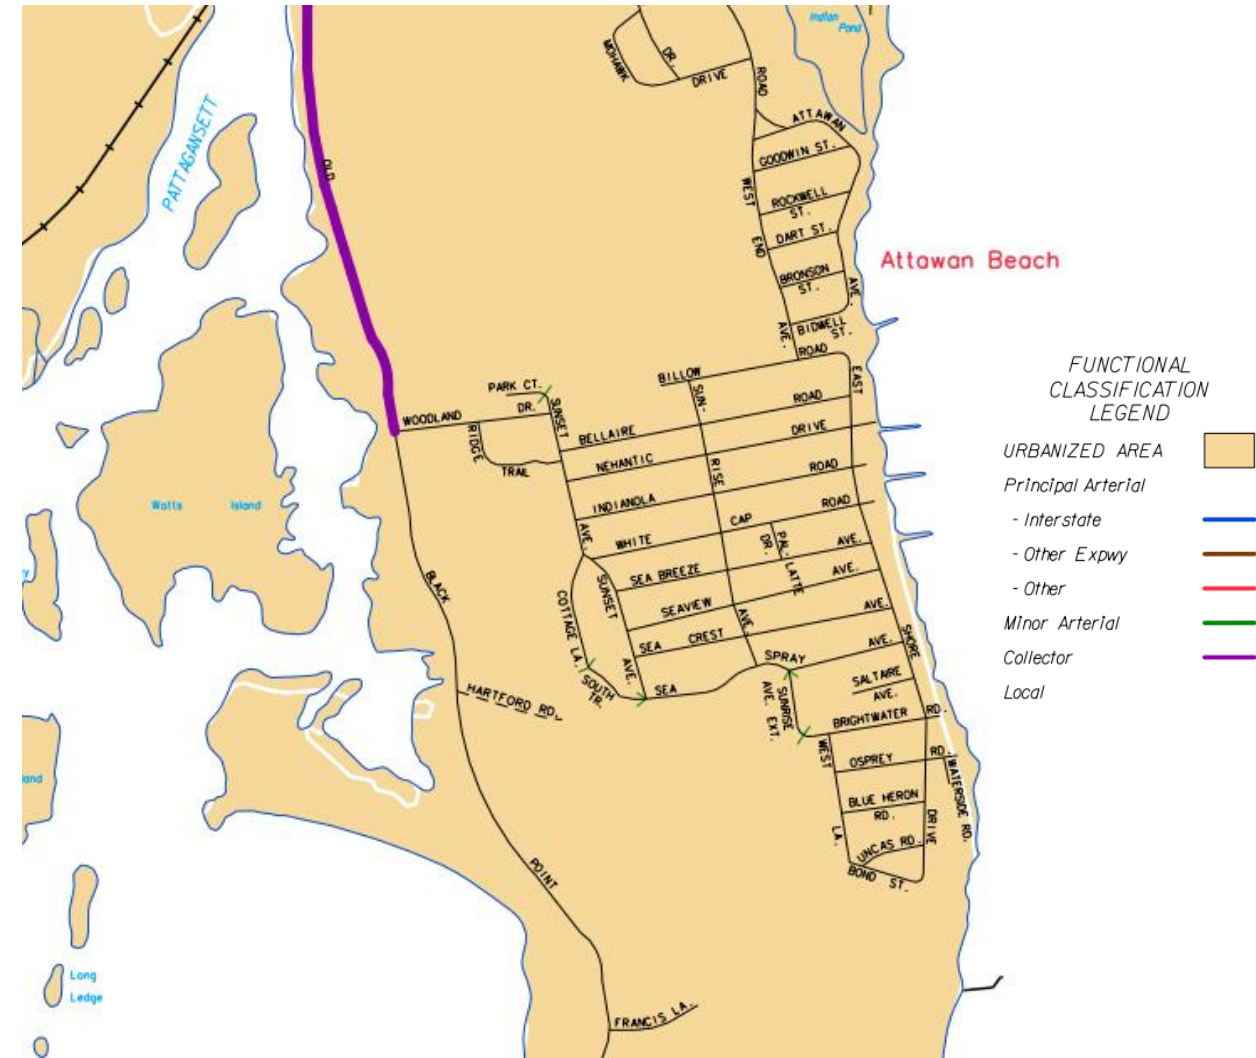 Indian
Pond
MOHAWK
DR.
DRIVE
ROAD
ATTAWAN
GOODWIN ST.
PATTAGANSETT
OLD
WEST
ROCKWELL
ST.
DART ST.
END
Attawan Beach
BRONSON
ST.
AVE.
AVE.
BIDWELL
ST.
ROAD
FUNCTIONAL
CLASSIFICATION
LEGEND
URBANIZED AREA
Principal Arterial
- Interstate
- Other Expwy
- Other
Minor Arterial
Collector
Local
BILLOW
EAST
PARK CT.
SUN-
ROAD
WOODLAND
DR.
SUNSET
RIDGE
TRAIL
BELLAIRE
DRIVE
NEHANTIC
RISE
ROAD
INDIANOLA
ROAD
Watts Island
AVE.
WHITE
CAP
DR.
PAL-
LATTE
AVE.
SEA BREEZE
AVE.
BLACK
COTTAGE LA.
SUNSET
SEAVIEW
AVE.
AVE.
SEA CREST
AVE.
SHORE
AVE.
SOUTH
TR.
SEA
SPRAY
SALTAIRE
AVE.
HARTFORD RD.
SUNRISE
AVE. EXT.
BRIGHTWATER RD.
WEST
OSPREY RD.
WATERSIDE RD.
BLUE HERON
RD.
DRIVE
LA.
UNCAS RD.
BOND ST.
POINT
Long
Ledge
FRANCIS LA.
and
y